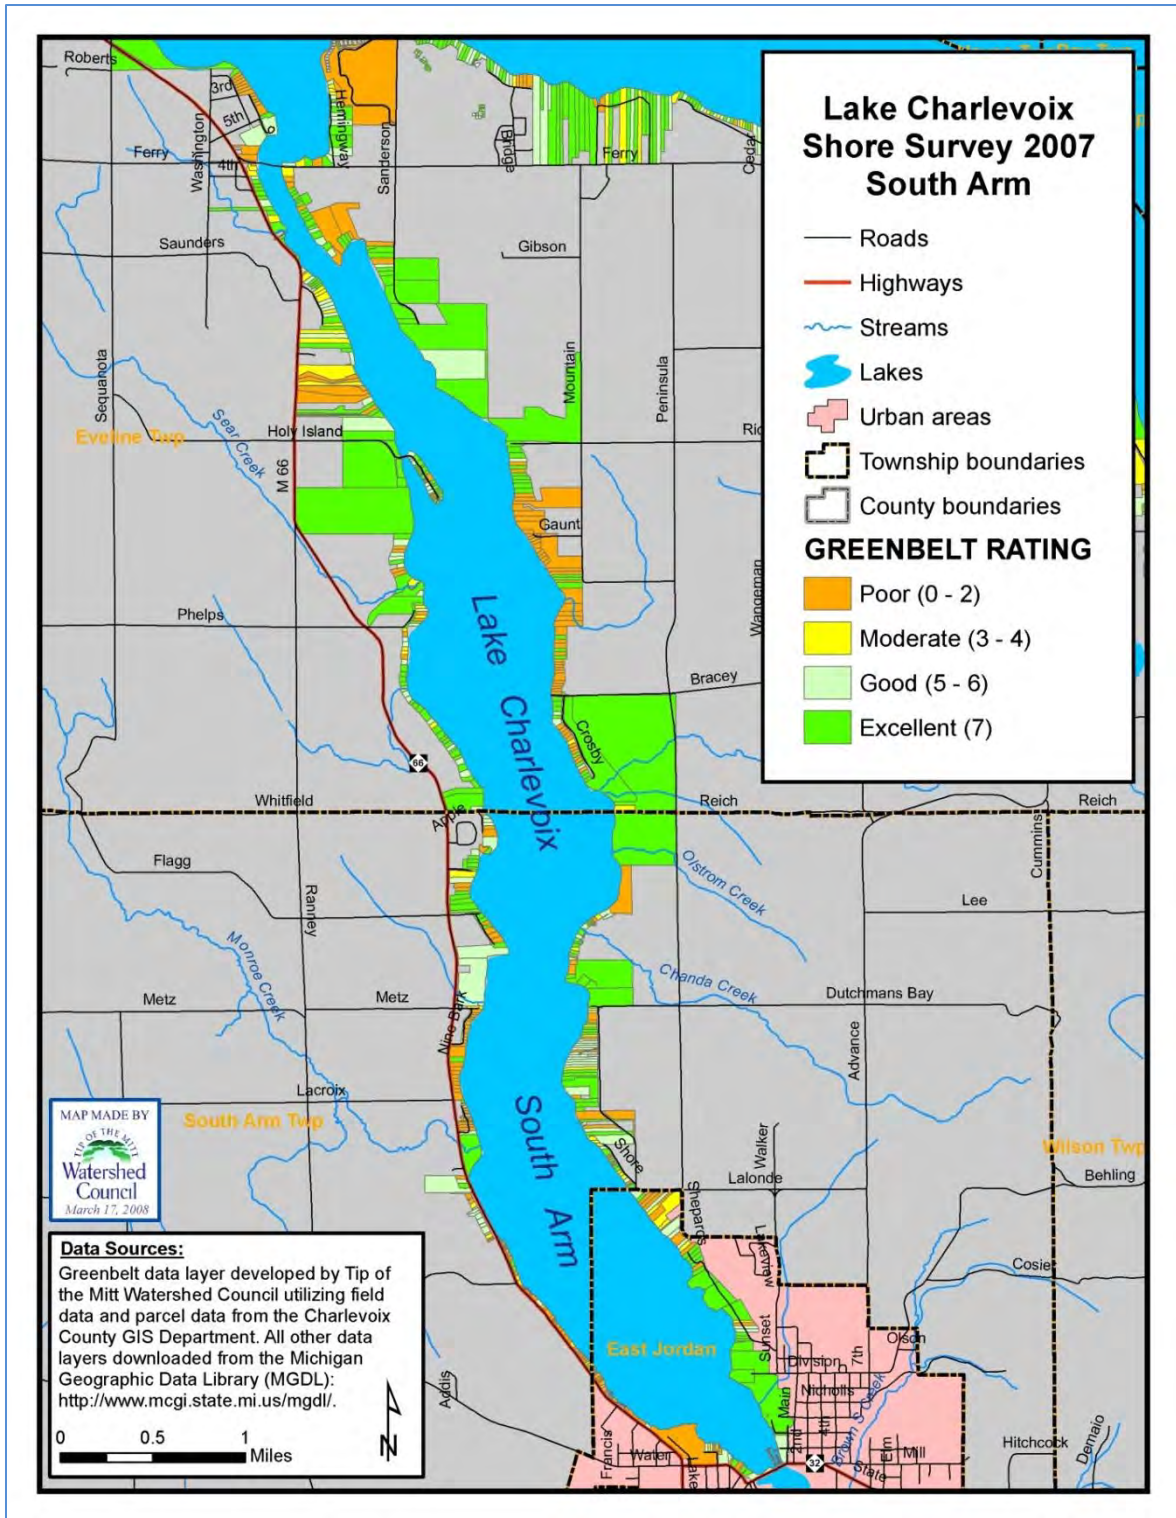 Lake Charlevoix
Shore Survey 2007
South Arm
Roads
Highways
Streams
Lakes
Urban areas
Township boundaries
County boundaries
GREENBELT RATING
Poor (0 - 2)
Moderate (3 - 4)
Good (5 - 6)
Excellent (7)
Roberts
3rd
5th
9
Washington
Ferry
4th
Hemingway
Sanderson
Bridge
Ferry
Cedar
Saunders
Gibson
Sequanota
Mountain
Peninsula
Eveline Twp
Sear Creek
Holy Island
M 66
Gaunt
Wangeman
Phelps
Lake Charlevoix
Bracey
Crosby
66
Whitfield
Apple
Reich
Reich
Cummins
Flagg
Ranney
Olstrom Creek
Lee
Monroe Creek
Chanda Creek
Metz
Metz
Nine Bark
Dutchmans Bay
Advance
Lacroix
South Arm Twp
South Arm
Shore
Walker
Lalonde
Wilson Twp
Behling
Shepards
Lakeview
Cosier
East Jordan
Sunset
Division
7th
Olson
Nicholls
Main
4th
2nd
Brown S Creek
Elm
Mill
State
32
Addis
Francis
Water
Lake
Hitchcock
Demaio
MAP MADE BY
TIP OF THE MITT
Watershed
Council
March 17, 2008
Data Sources:
Greenbelt data layer developed by Tip of
the Mitt Watershed Council utilizing field
data and parcel data from the Charlevoix
County GIS Department. All other data
layers downloaded from the Michigan
Geographic Data Library (MGDL):
http://www.mcgi.state.mi.us/mgdl/.
0 0.5 1
Miles
N